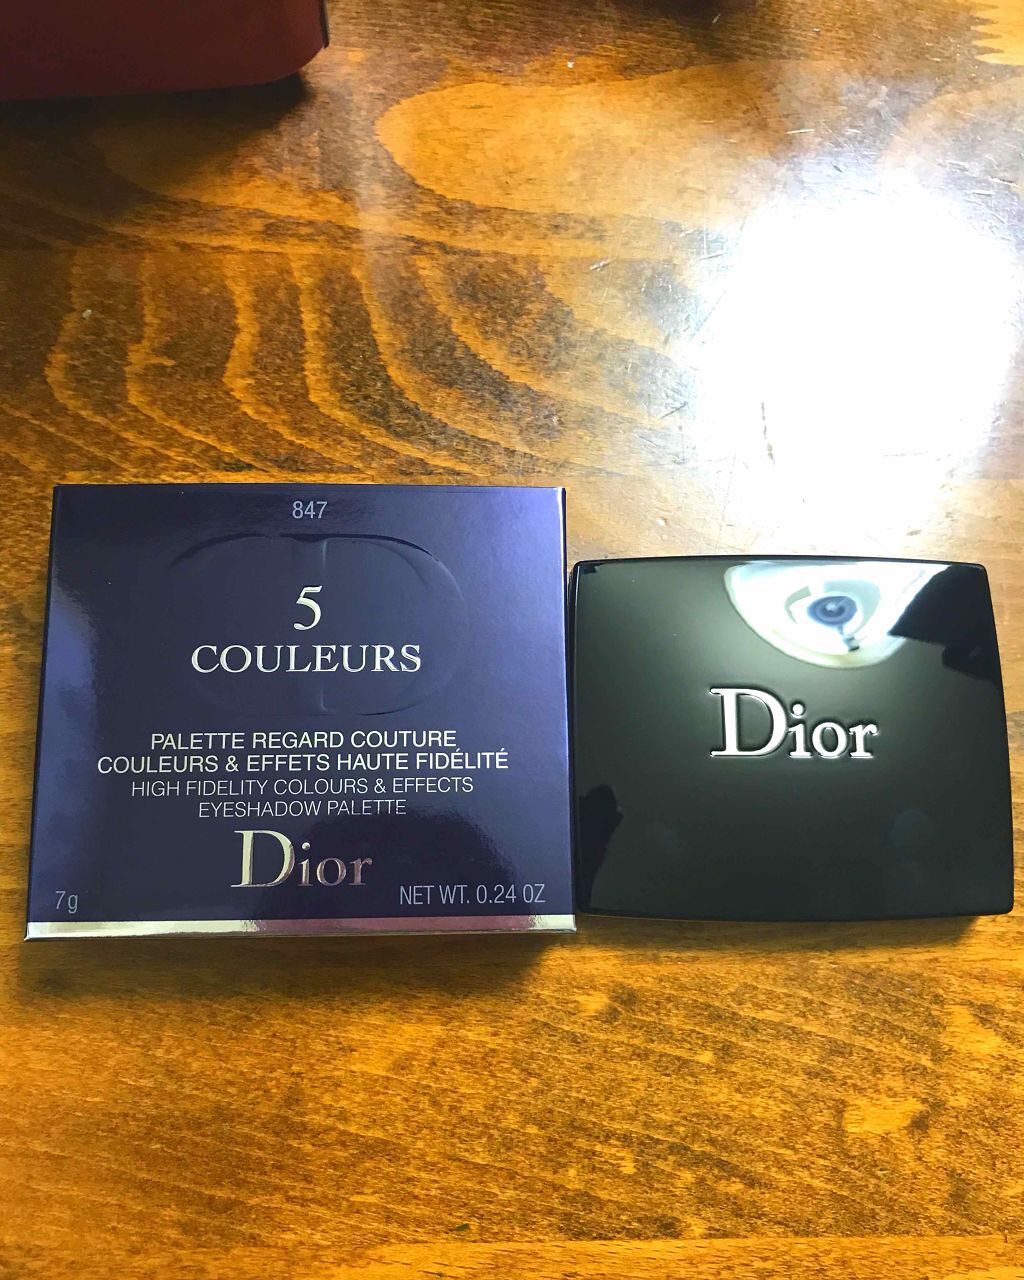 847
5
COULEURS
PALETTE REGARD COUTURE
COULEURS & EFFETS HAUTE FIDÉLITÉ
HIGH FIDELITY COLOURS & EFFECTS
EYESHADOW PALETTE
Dior
7g
NET WT. 0.24 OZ
Dior